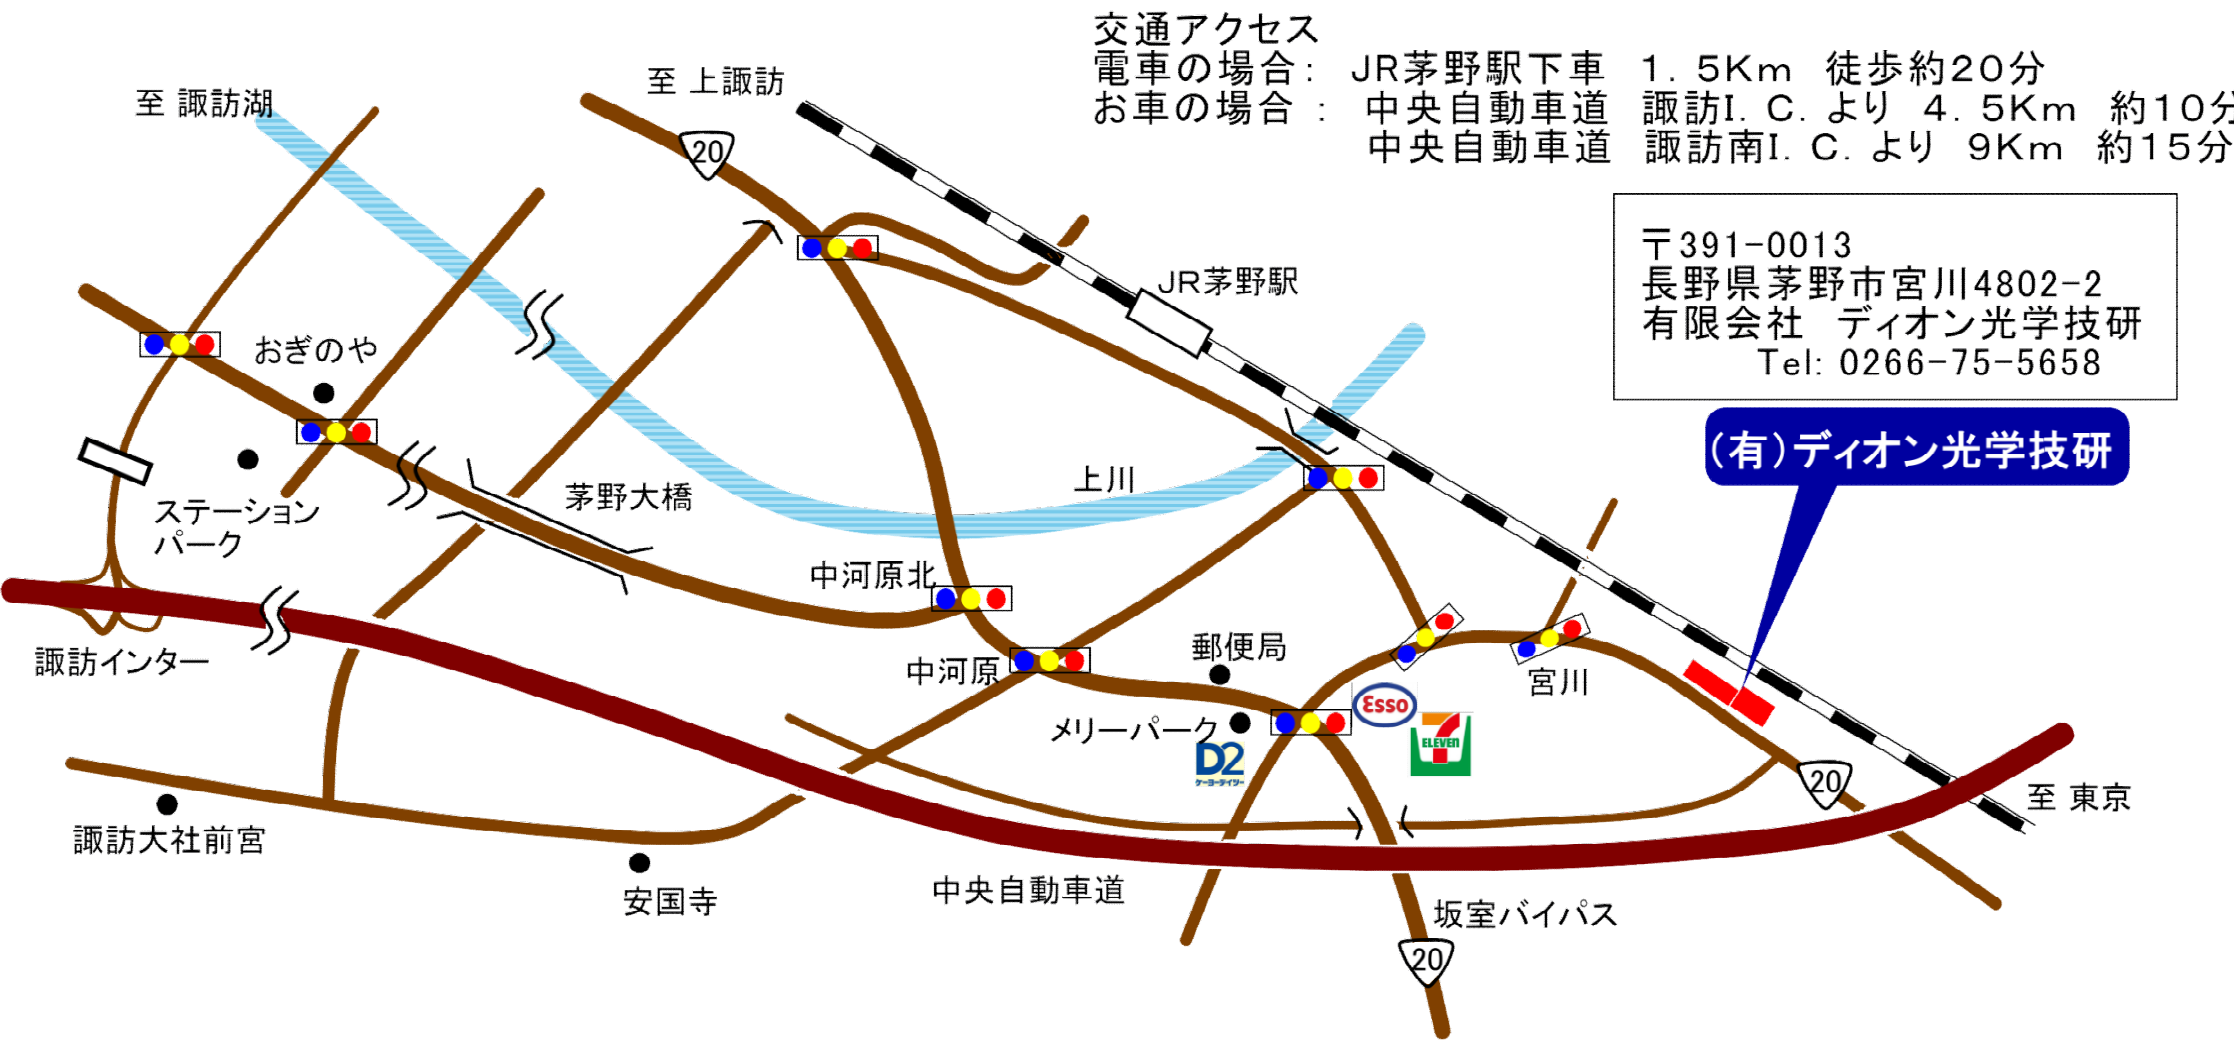 交通アクセス
電車の場合： JR茅野駅下車 1．5Km 徒歩約20分
お車の場合 ： 中央自動車道 諏訪I．C．より 4．5Km 約10分
中央自動車道 諏訪南I．C．より 9Km 約15分
至 諏訪湖
至 上諏訪
20
〒391-0013
長野県茅野市宮川4802-2
有限会社 ディオン光学技研
Tel: 0266-75-5658
JR茅野駅
おぎのや
(有)ディオン光学技研
ステーション
パーク
茅野大橋
上川
中河原北
諏訪インター
中河原
郵便局
宮川
メリーパーク
Esso
ELEVEn
D2
ケーヨーデイツー
20
至 東京
諏訪大社前宮
安国寺
中央自動車道
坂室バイパス
20